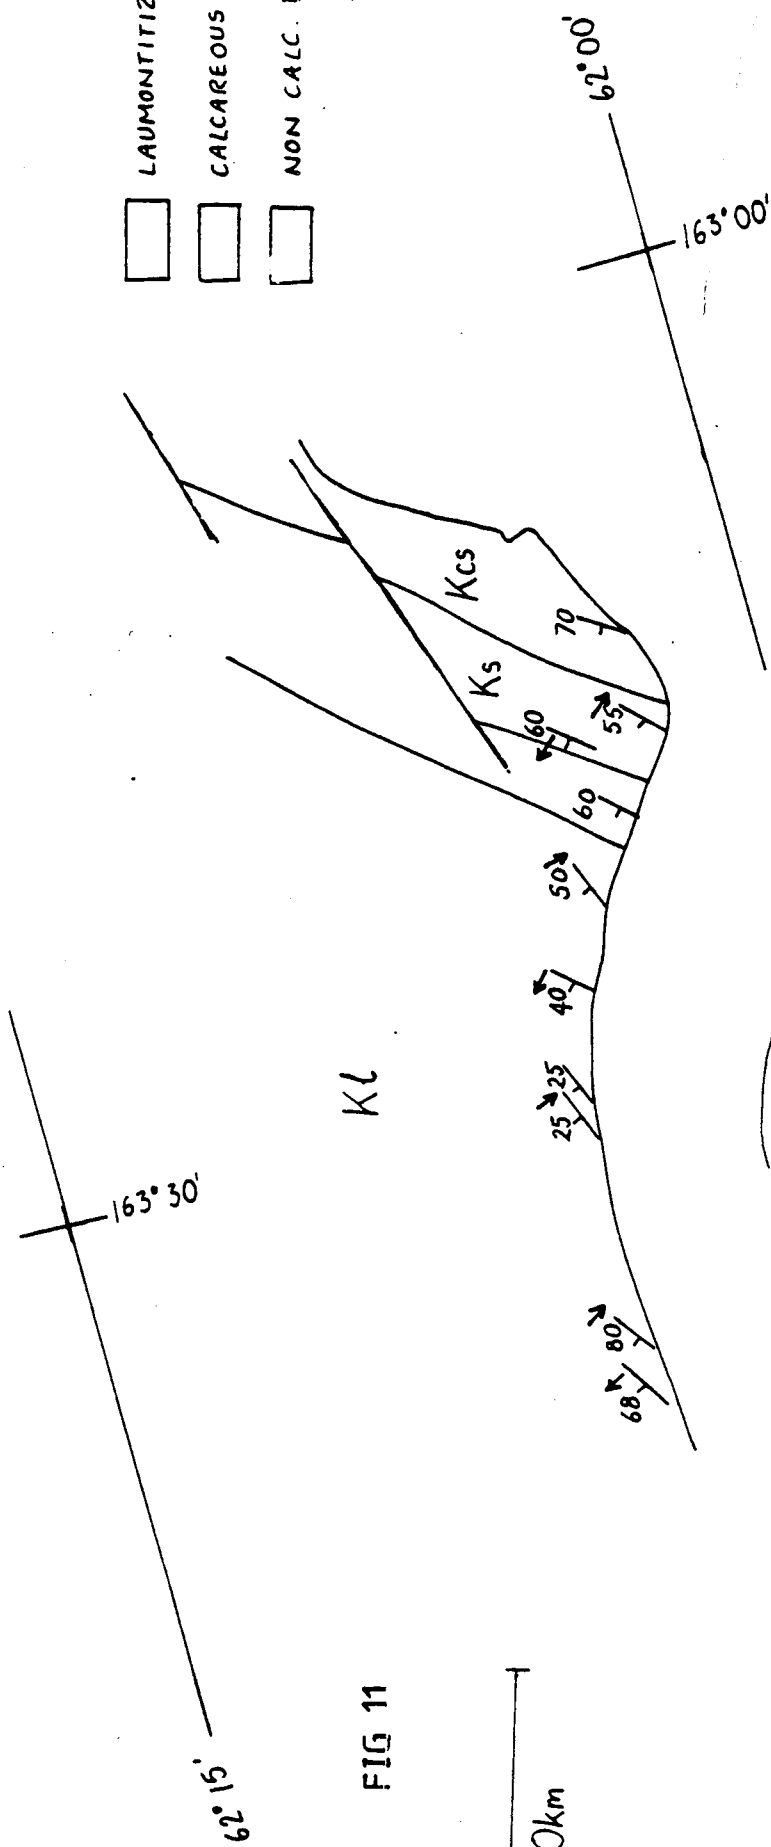 LAUMONTITIZ
CALCAREOUS
NON CALC.
62°00'
163°00'
163°30'
62°15'
Kl
Ks
Kcs
70
55
60
60
50
40
25
25
80
68
FIG 11
0km